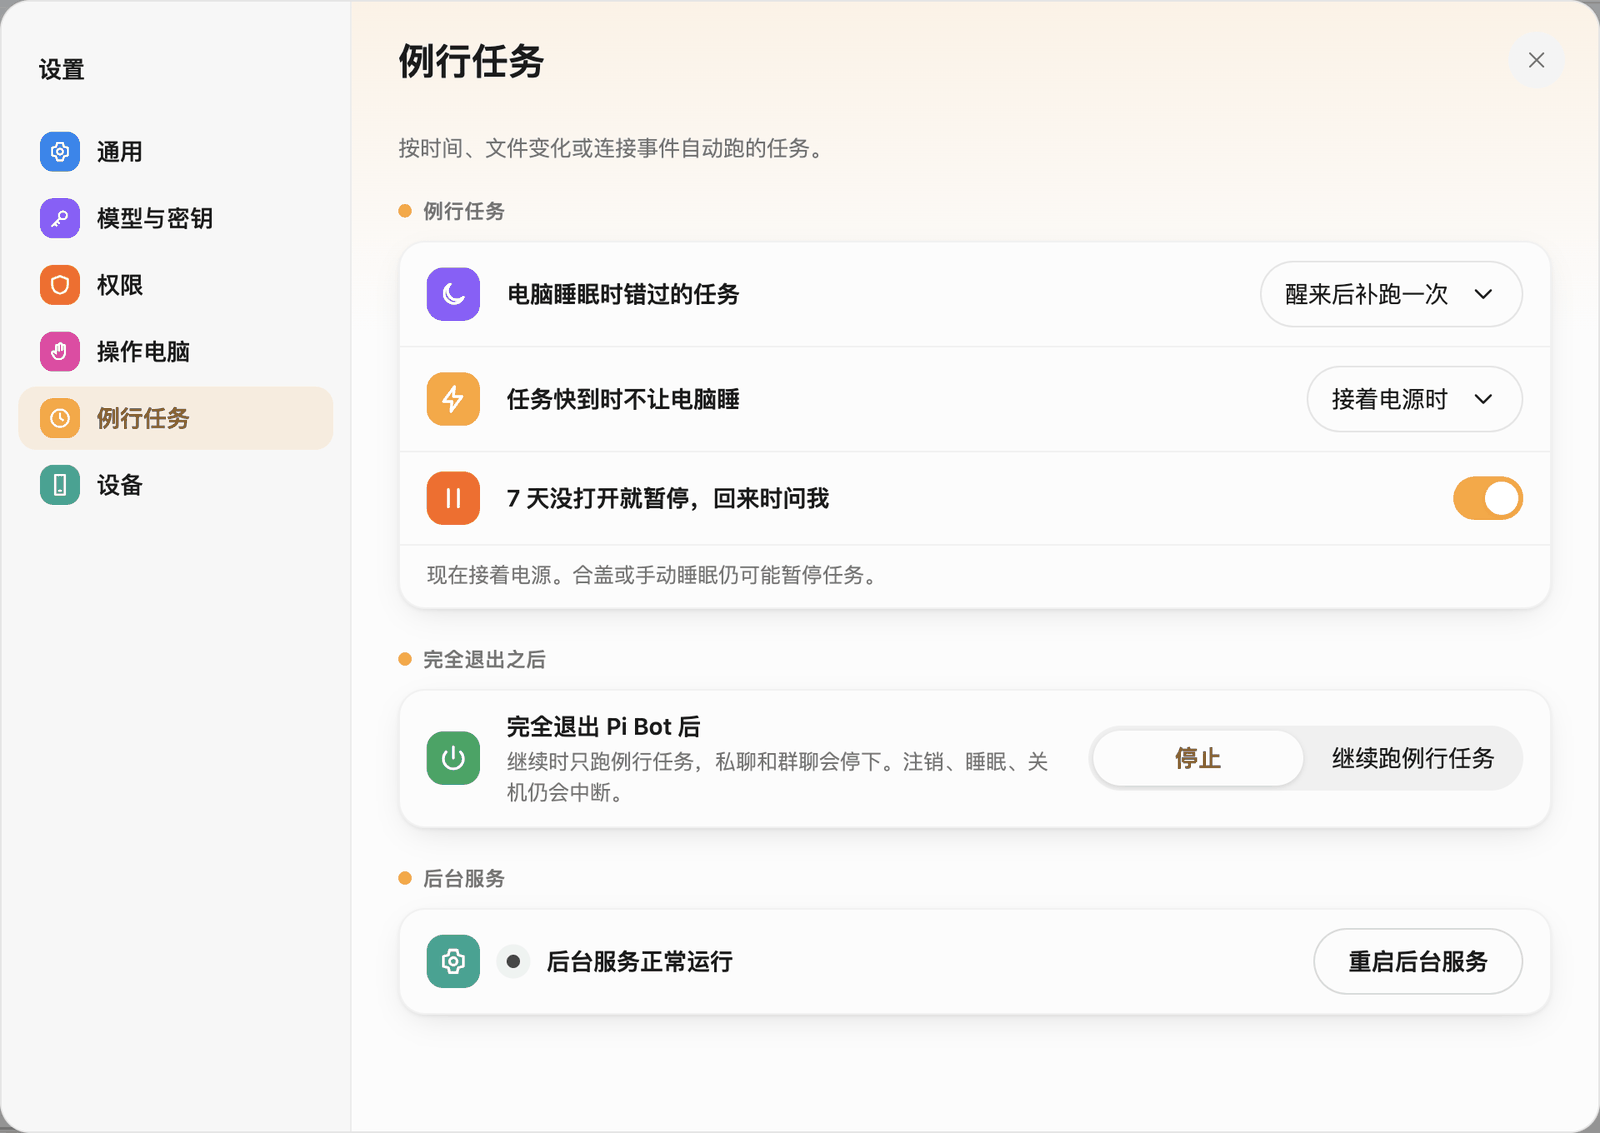 设置
通用
模型与密钥
权限
操作电脑
例行任务
设备
例行任务
按时间、文件变化或连接事件自动跑的任务。
例行任务
电脑睡眠时错过的任务
醒来后补跑一次
任务快到时不让电脑睡
接着电源时
7 天没打开就暂停，回来时问我
现在接着电源。合盖或手动睡眠仍可能暂停任务。
完全退出之后
完全退出 Pi Bot 后
继续时只跑例行任务，私聊和群聊会停下。注销、睡眠、关
机仍会中断。
停止
继续跑例行任务
后台服务
后台服务正常运行
重启后台服务